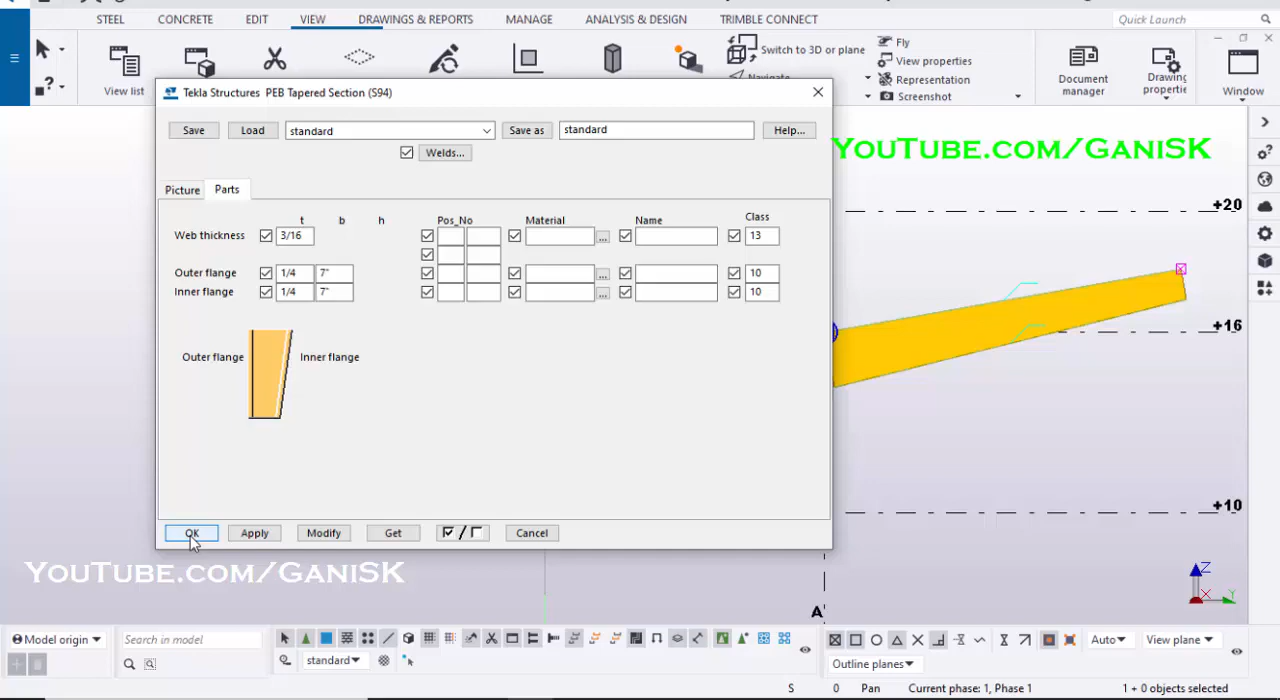 STEEL CONCRETE EDIT VIEW DRAWINGS & REPORTS MANAGE ANALYSIS & DESIGN TRIMBLE CONNECT Quick Launch
Switch to 3D or plane
Fly
View properties
Navigate
Representation
Screenshot
View list
Document manager
Drawing properties
Window
Tekla Structures PEB Tapered Section (S94)
Save Load standard Save as standard Help...
Welds...
YouTube.com/GaniSK
Picture Parts
t b h Pos_No Material Name Class
Web thickness 3/16 ... 13
Outer flange 1/4 7" ... 10
Inner flange 1/4 7" ... 10
+20
+16
+10
Outer flange Inner flange
OK Apply Modify Get / Cancel
YouTube.com/GaniSK
Z
X Y
A
Model origin Search in model
standard
Auto View plane
Outline planes
S 0 Pan Current phase: 1, Phase 1 1 + 0 objects selected